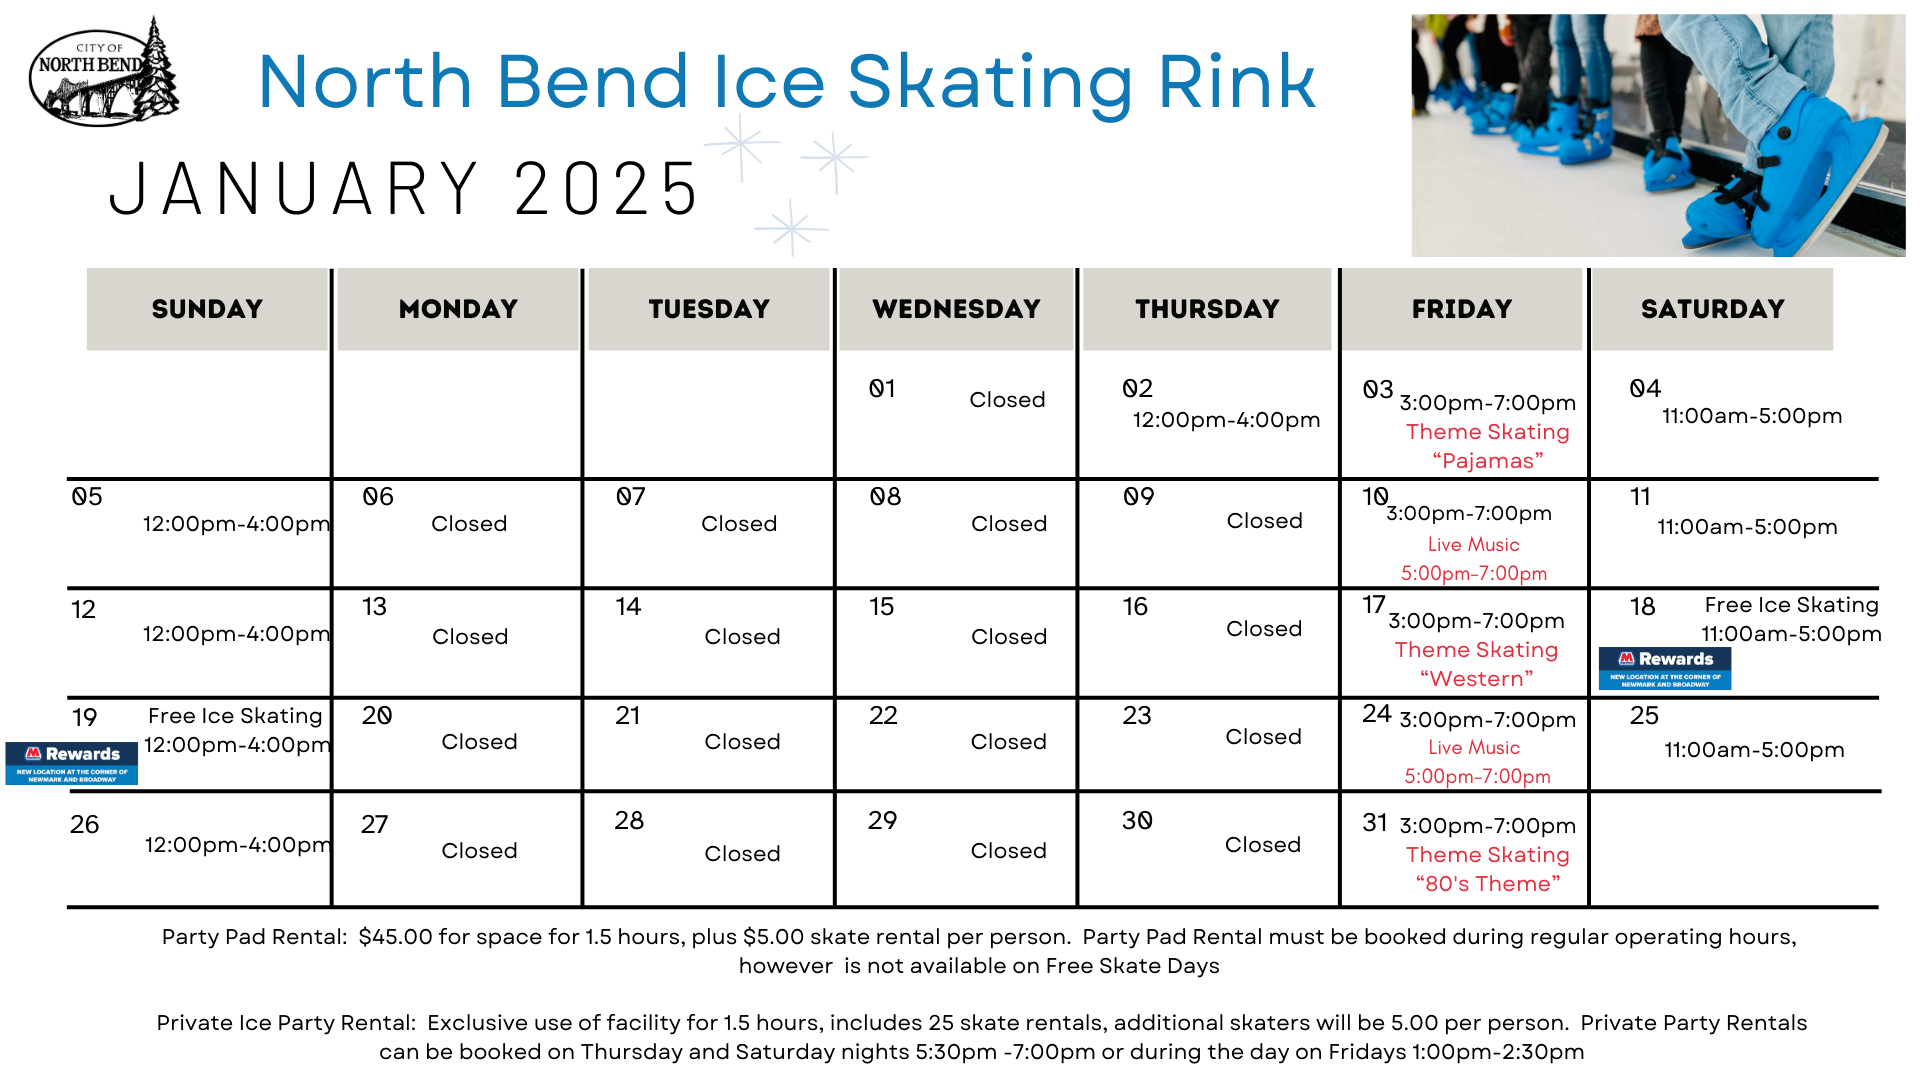 CITY OF
NORTH BEND
North Bend Ice Skating Rink
JANUARY 2025
SUNDAY MONDAY TUESDAY WEDNESDAY THURSDAY FRIDAY SATURDAY
01 Closed
02
12:00pm-4:00pm
03 3:00pm-7:00pm
Theme Skating
“Pajamas”
04
11:00am-5:00pm
05
12:00pm-4:00pm
06
Closed
07
Closed
08
Closed
09
Closed
10
3:00pm-7:00pm
Live Music
5:00pm-7:00pm
11
11:00am-5:00pm
12
12:00pm-4:00pm
13
Closed
14
Closed
15
Closed
16
Closed
17
3:00pm-7:00pm
Theme Skating
“Western”
18 Free Ice Skating
11:00am-5:00pm
M Rewards
NEW LOCATION AT THE CORNER OF
NEWMARK AND BROADWAY
19 Free Ice Skating
12:00pm-4:00pm
M Rewards
NEW LOCATION AT THE CORNER OF
NEWMARK AND BROADWAY
20
Closed
21
Closed
22
Closed
23
Closed
24 3:00pm-7:00pm
Live Music
5:00pm-7:00pm
25
11:00am-5:00pm
26
12:00pm-4:00pm
27
Closed
28
Closed
29
Closed
30
Closed
31 3:00pm-7:00pm
Theme Skating
“80's Theme”
Party Pad Rental: $45.00 for space for 1.5 hours, plus $5.00 skate rental per person. Party Pad Rental must be booked during regular operating hours,
however is not available on Free Skate Days
Private Ice Party Rental: Exclusive use of facility for 1.5 hours, includes 25 skate rentals, additional skaters will be 5.00 per person. Private Party Rentals
can be booked on Thursday and Saturday nights 5:30pm -7:00pm or during the day on Fridays 1:00pm-2:30pm